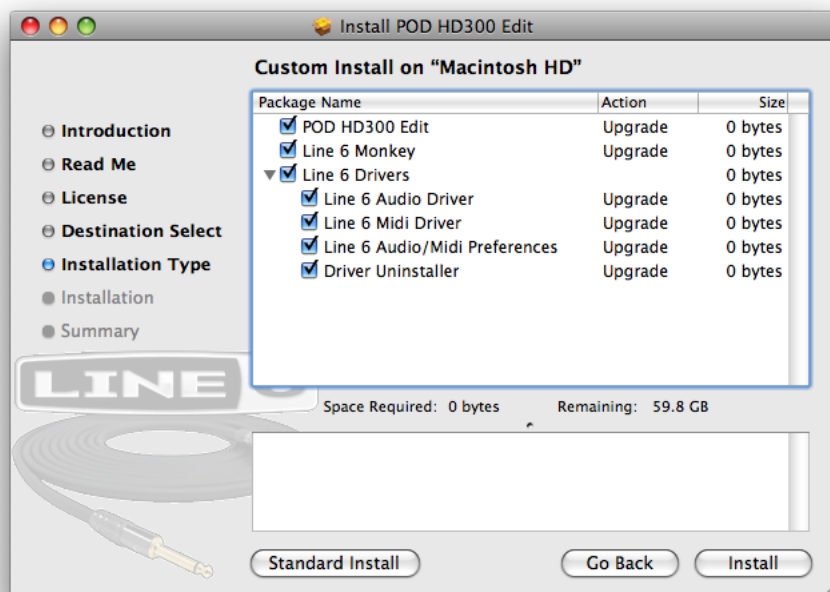 Install POD HD300 Edit
Custom Install on “Macintosh HD”
Introduction
Read Me
License
Destination Select
Installation Type
Installation
Summary
Package Name Action Size
POD HD300 Edit Upgrade 0 bytes
Line 6 Monkey Upgrade 0 bytes
Line 6 Drivers 0 bytes
Line 6 Audio Driver Upgrade 0 bytes
Line 6 Midi Driver Upgrade 0 bytes
Line 6 Audio/Midi Preferences Upgrade 0 bytes
Driver Uninstaller Upgrade 0 bytes
LINE 6
Space Required: 0 bytes Remaining: 59.8 GB
Standard Install Go Back Install